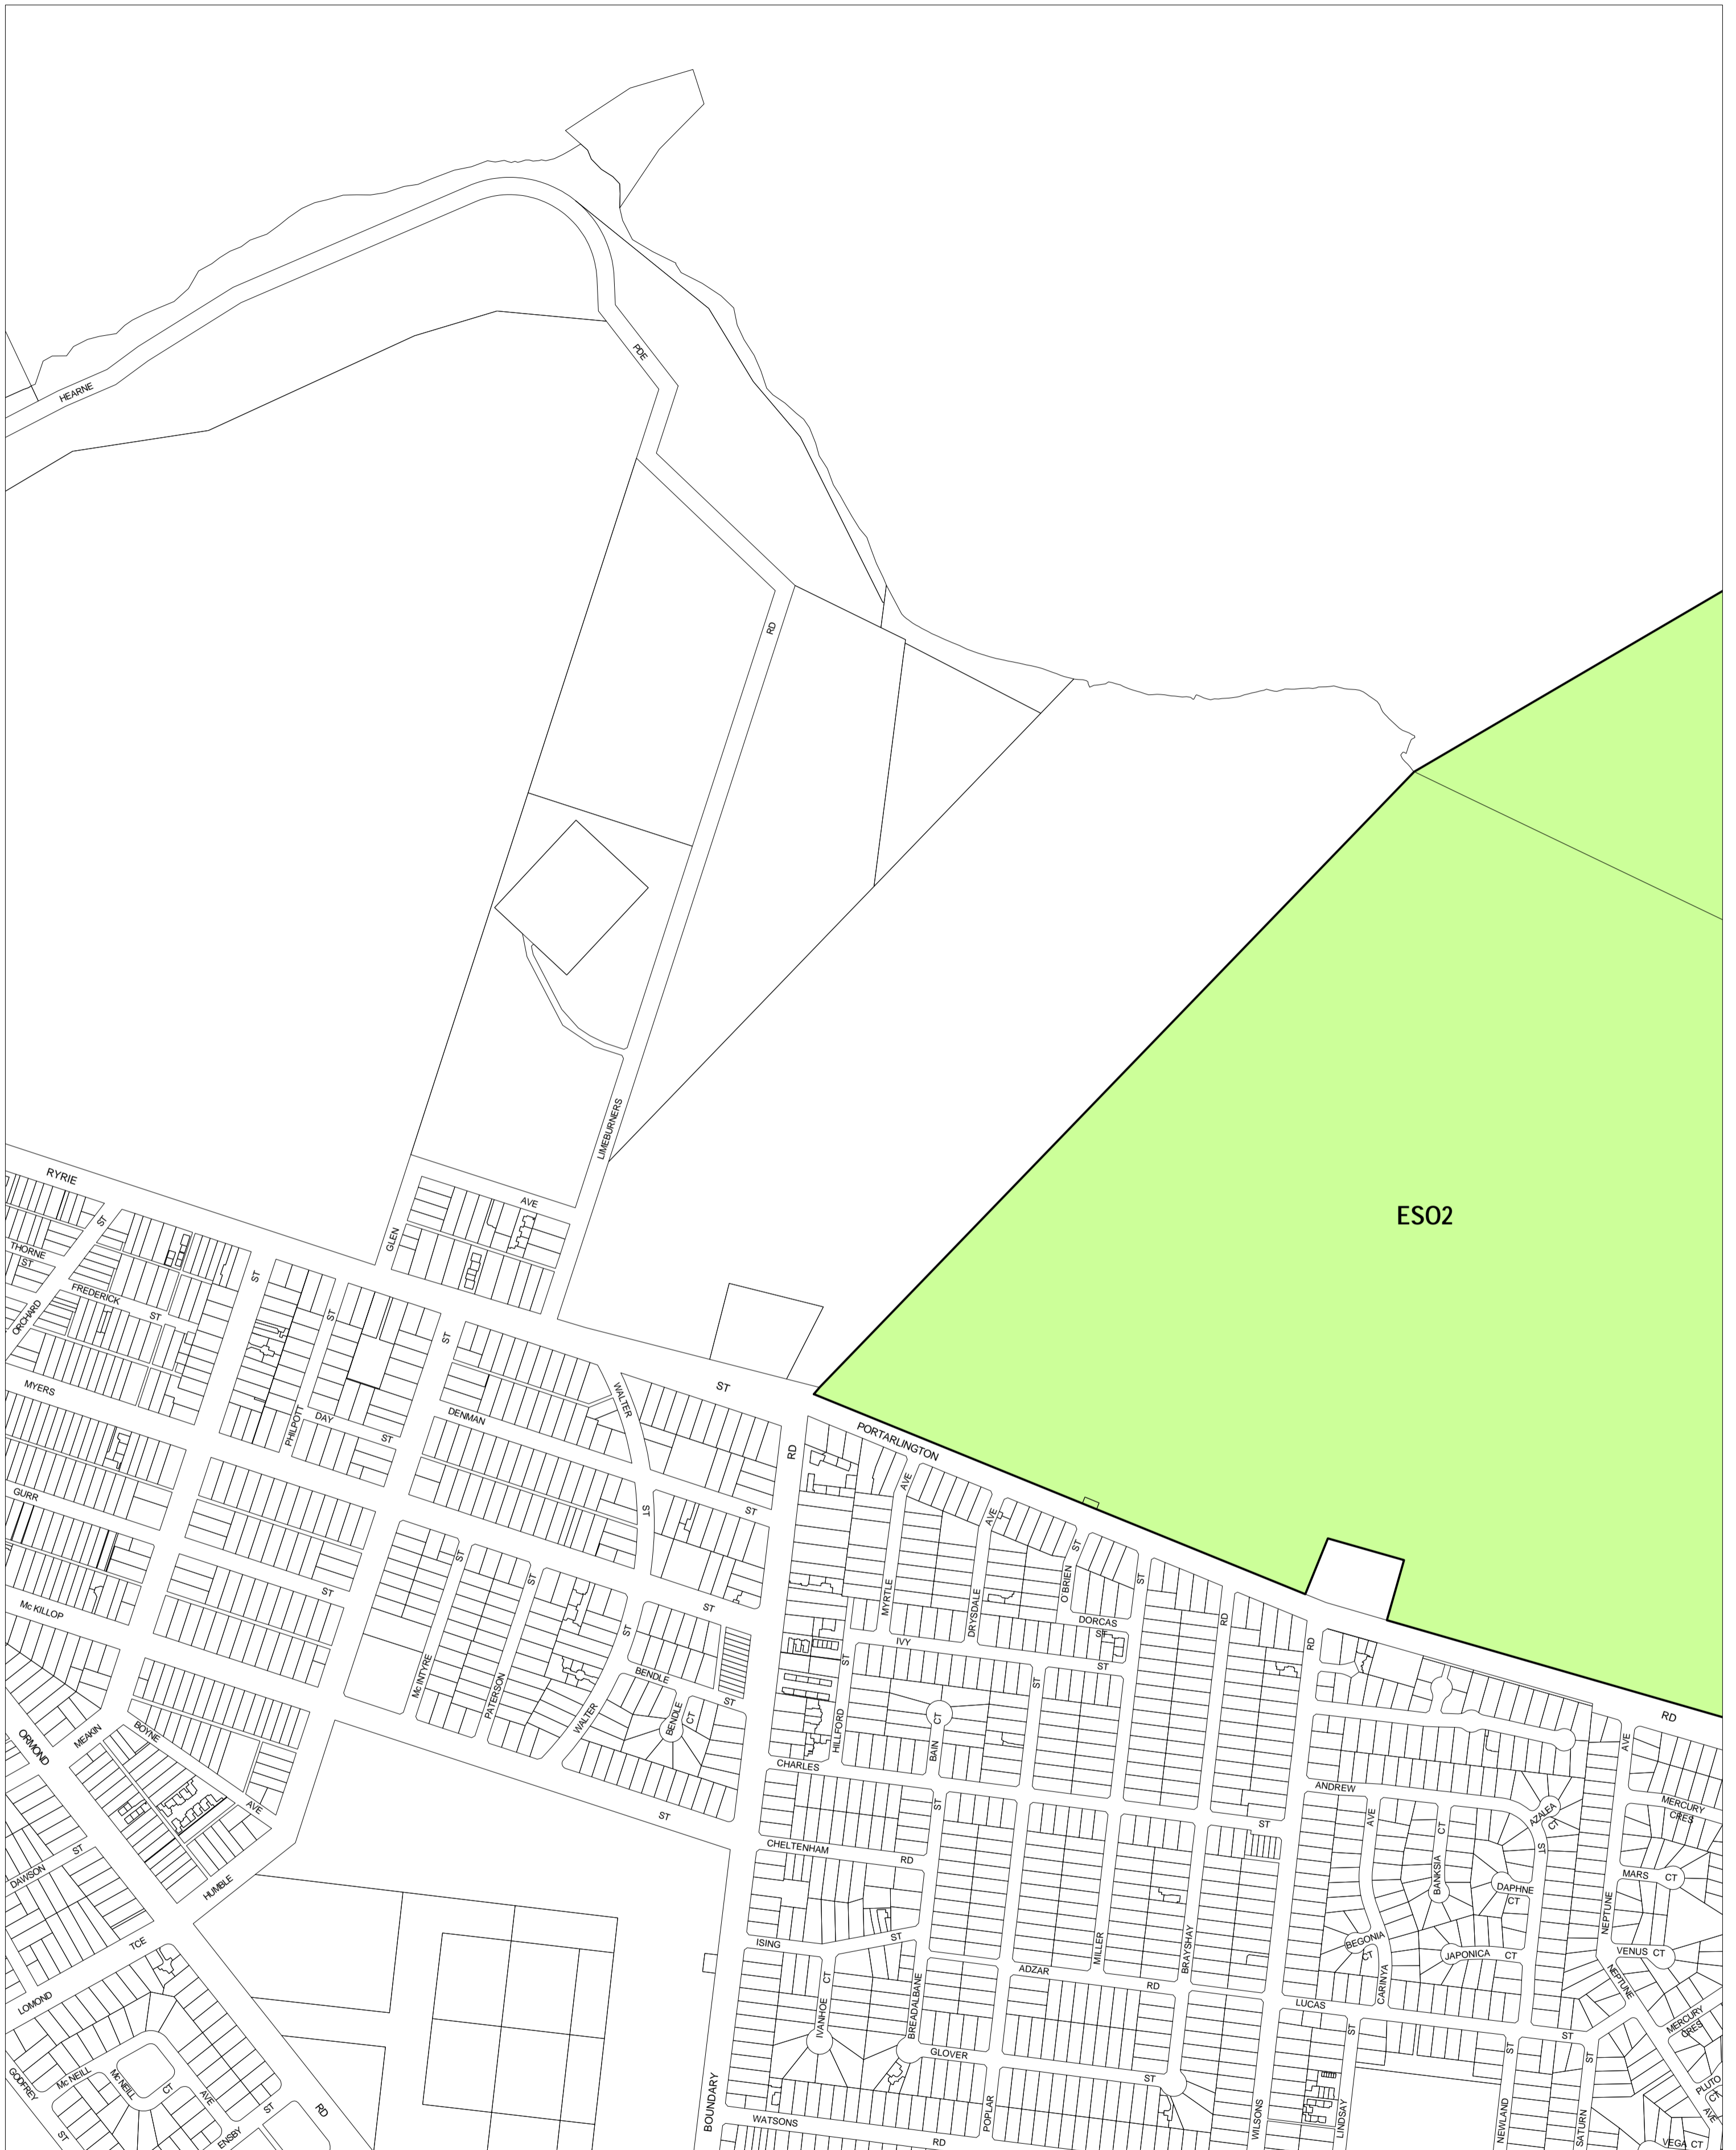 HEARNE
PDE
RD
LIMEBURNERS
RYRIE
AVE
ESO2
ST
GLEN
THORNE
ST
ST
FREDERICK
ST
ORCHARD
ST
ST
ST
MYERS
WALTER
ST
DENMAN
DAY
ST
PHILPOTT
PORTARLINGTON
RD
GURR
ST
ST
AVE
AVE
ST
ST
ST
ST
ST
Mc KILLOP
ST
ST
MYRTLE
DRYSDALE
O BRIEN
DORCAS
ST
RD
RD
IVY
ST
ST
ST
BENDLE
ST
Mc INTYRE
PATERSON
WALTER
BENDLE
CT
HILLFORD
BAIN
CT
RD
ORMOND
MEAKIN
BOYNE
AVE
CHARLES
ST
ST
ANDREW
ST
AVE
MERCURY
CRES
AZALEA
CT
AVE
CT
ST
CHELTENHAM
RD
DAWSON
ST
HUMBLE
BANKSIA
DAPHNE
CT
MARS CT
NEPTUNE
TCE
ISING
ST
MILLER
BRAYSHAY
BEGONIA
CT
JAPONICA CT
VENUS CT
ADZAR
RD
CARINYA
NEPTUNE
LOMOND
IVANHOE
CT
BREADALBANE
LUCAS
ST
ST
MERCURY
CRES
GLOVER
ST
ST
ST
GODFREY
Mc NEILL
Mc NEILL
CT
AVE
PLUTO
CT
AVE
ST
RD
ST
ENSBY
BOUNDARY
WATSONS
RD
POPLAR
WILSONS
LINDSAY
NEWLAND
SATURN
VEGA CT